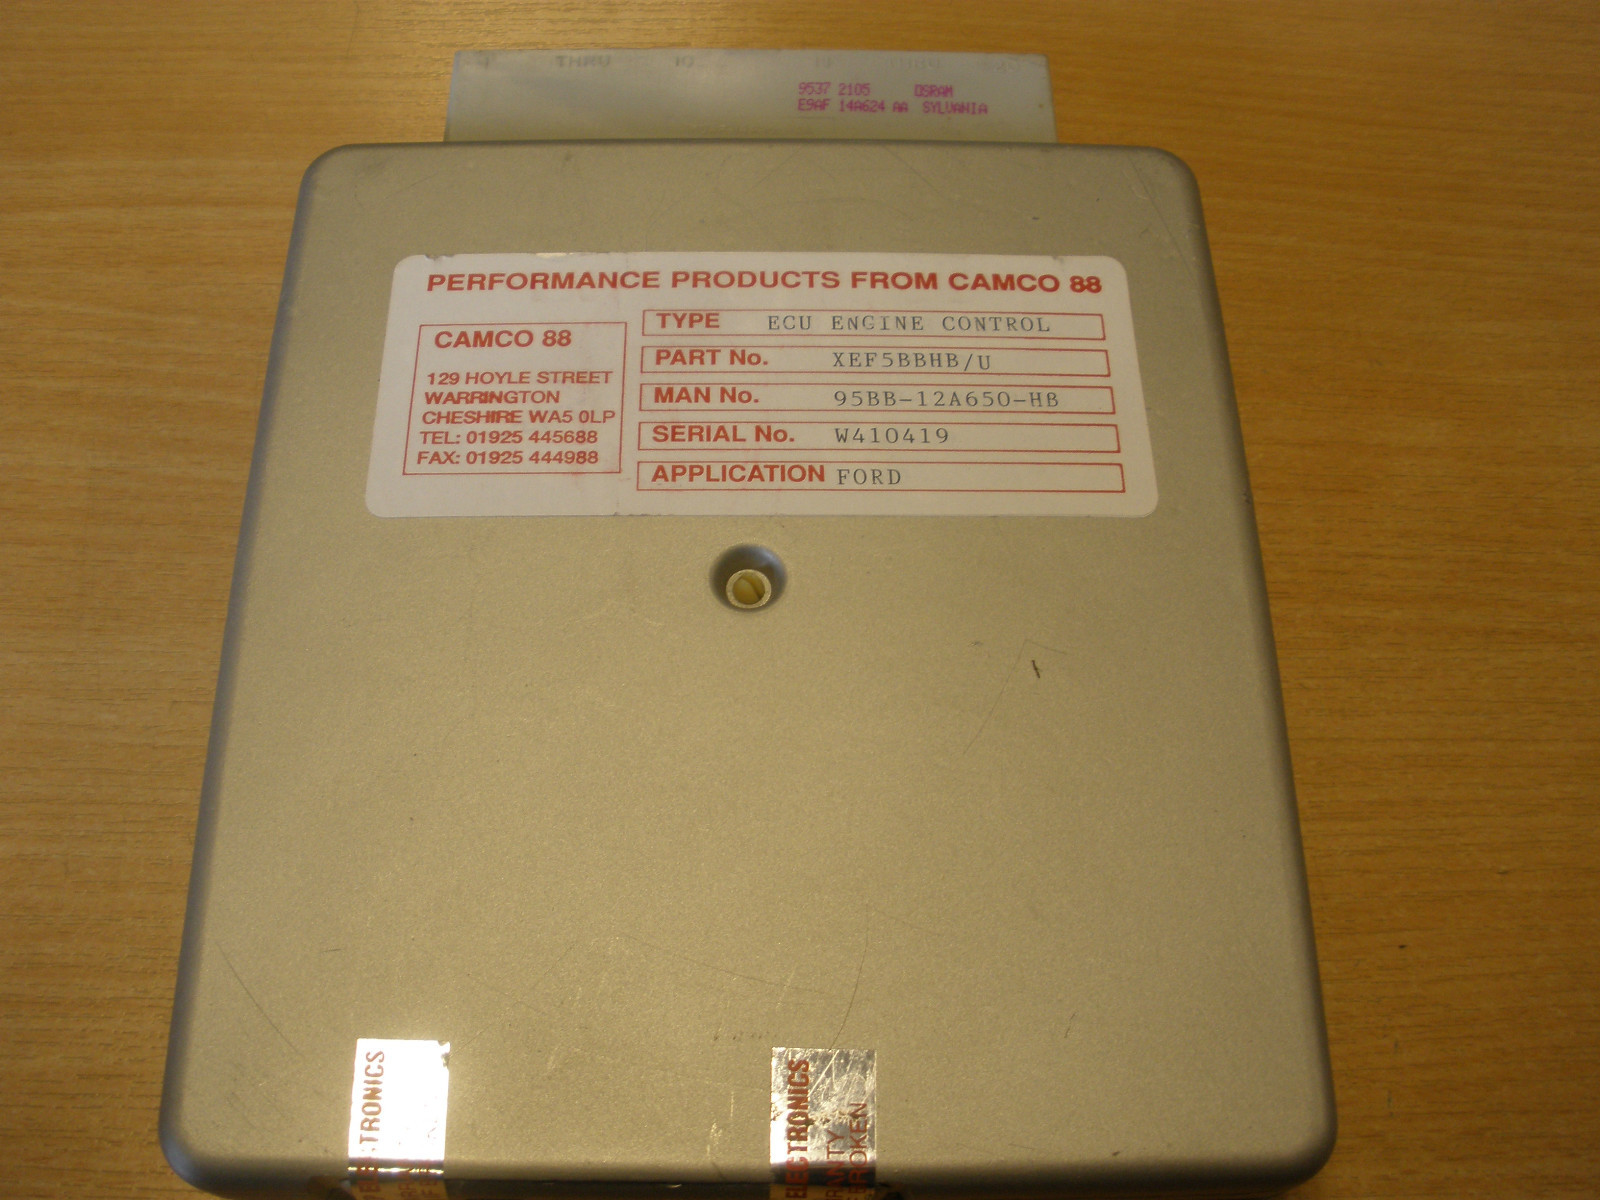 THRU
9537 2105 OSRAM
E9AF 14A624 AA SYLVANIA
PERFORMANCE PRODUCTS FROM CAMCO 88
CAMCO 88
129 HOYLE STREET
WARRINGTON
CHESHIRE WA5 0LP
TEL: 01925 445688
FAX: 01925 444988
TYPE ECU ENGINE CONTROL
PART No. XEF5BBHB/U
MAN No. 95BB-12A650-HB
SERIAL No. W410419
APPLICATION FORD
ELECTRONICS
ELECTRONICS